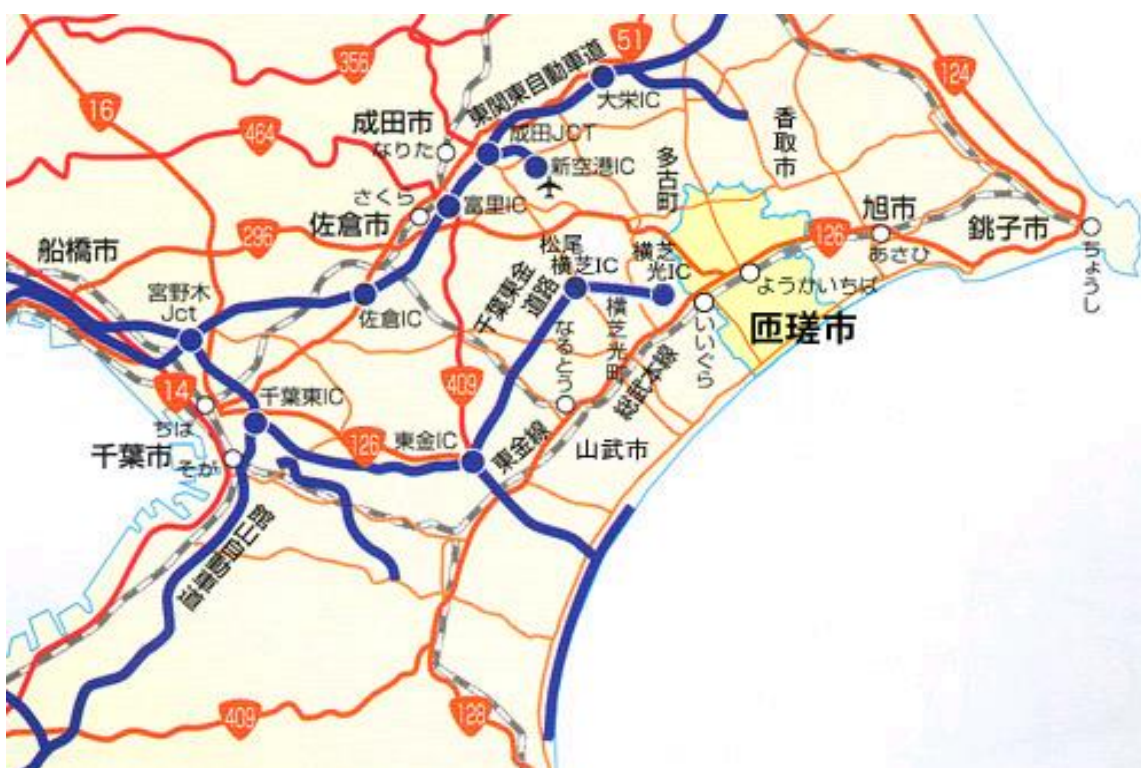 51
356
124
16
東関東自動車道
大栄IC
464
成田市
なりた
成田JCT
新空港IC
香取市
多古町
さくら
佐倉市
富里IC
旭市
126
あさひ
銚子市
ちょうし
296
船橋市
松尾
横芝IC
横芝
光IC
ようかいちば
宮野木
Jct
佐倉IC
千葉東金
道路
なるとう
横芝光町
いいぐら
匝瑳市
総武本線
14
ちば
千葉東IC
409
126
東金IC
東金線
山武市
千葉市
そが
館山自動車道
409
128